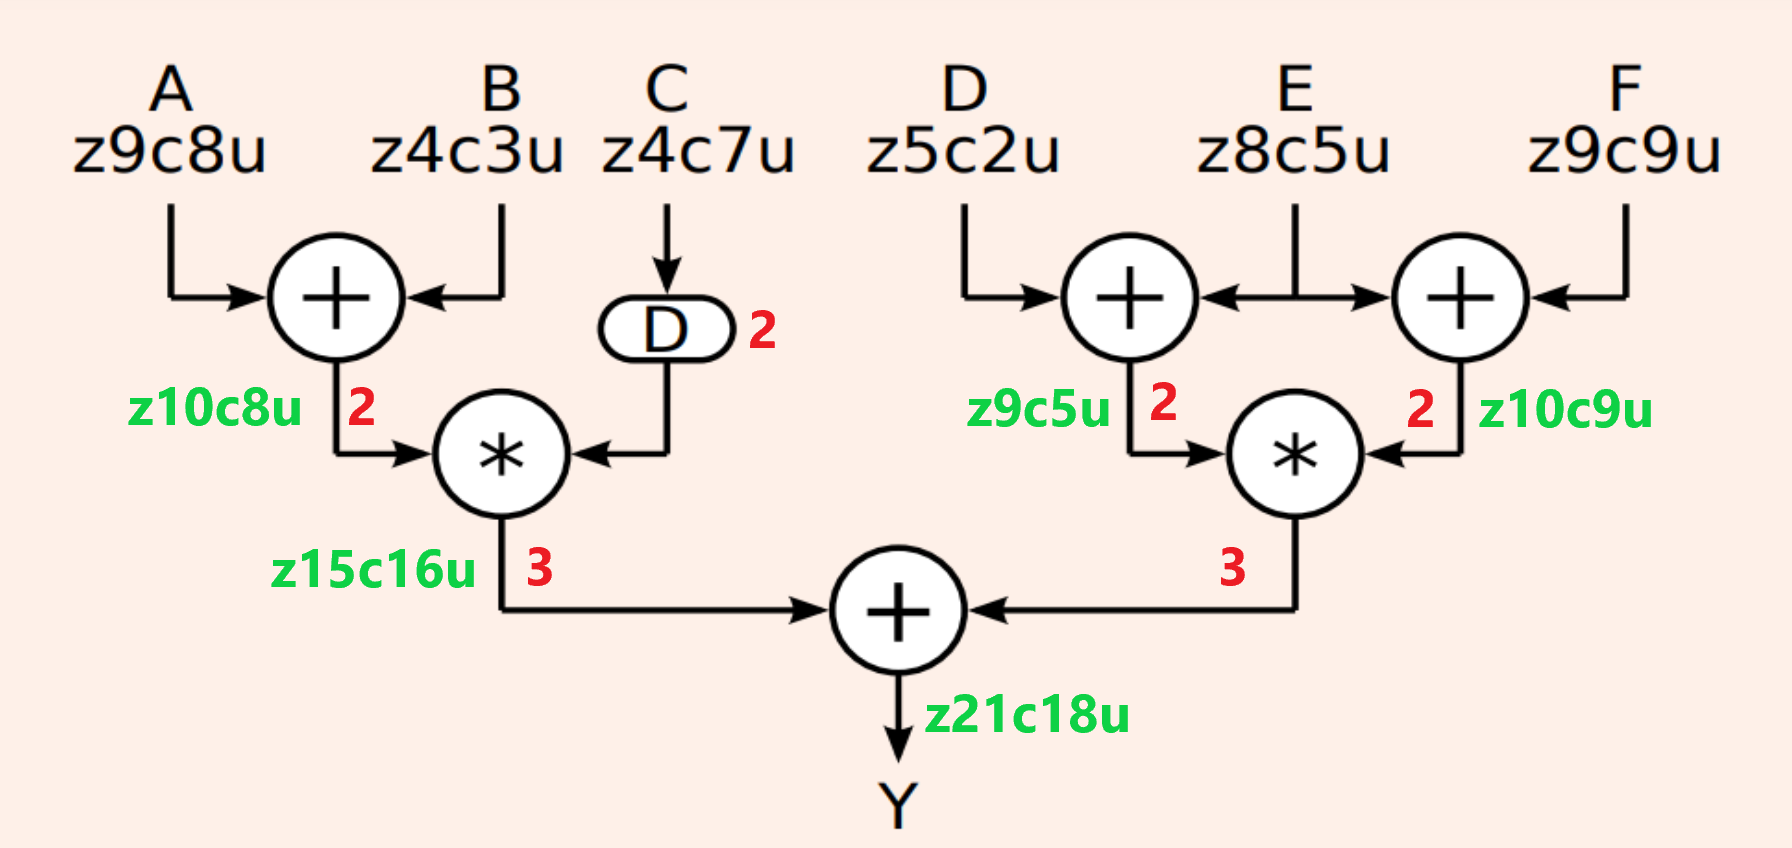 A B C D E F
z9c8u z4c3u z4c7u z5c2u z8c5u z9c9u
+ + +
D 2
z10c8u 2 z9c5u 2 2 z10c9u
* *
z15c16u 3 3
+
z21c18u
Y